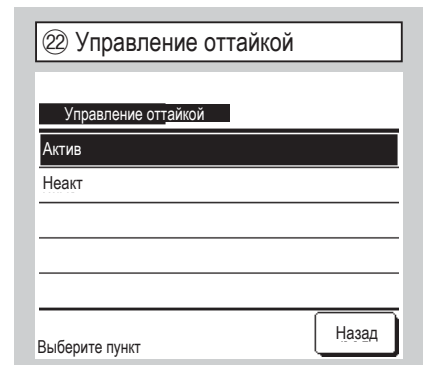 ㉒ Управление оттайкой
Управление оттайкой
Актив
Неакт
Назад
Выберите пункт